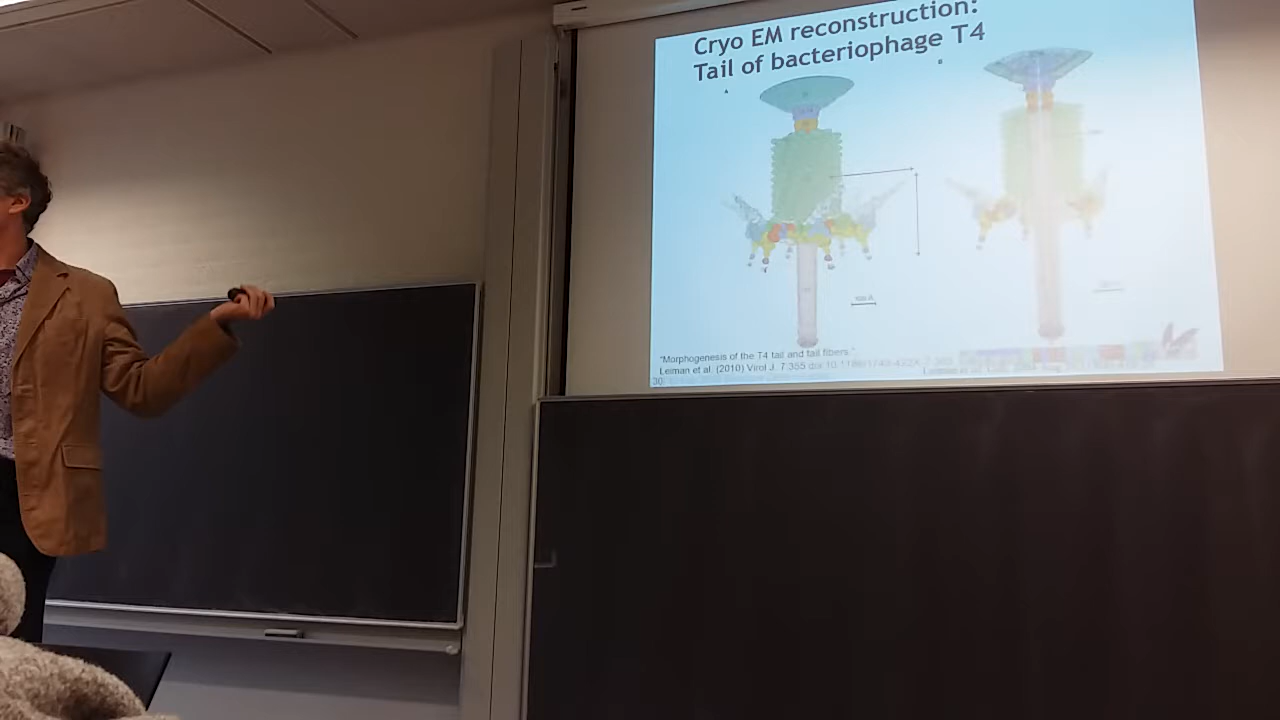 Cryo EM reconstruction:
Tail of bacteriophage T4
"Morphogenesis of the T4 tail and tail fibers."
Leiman et al. (2010) Virol J. 7:355
30